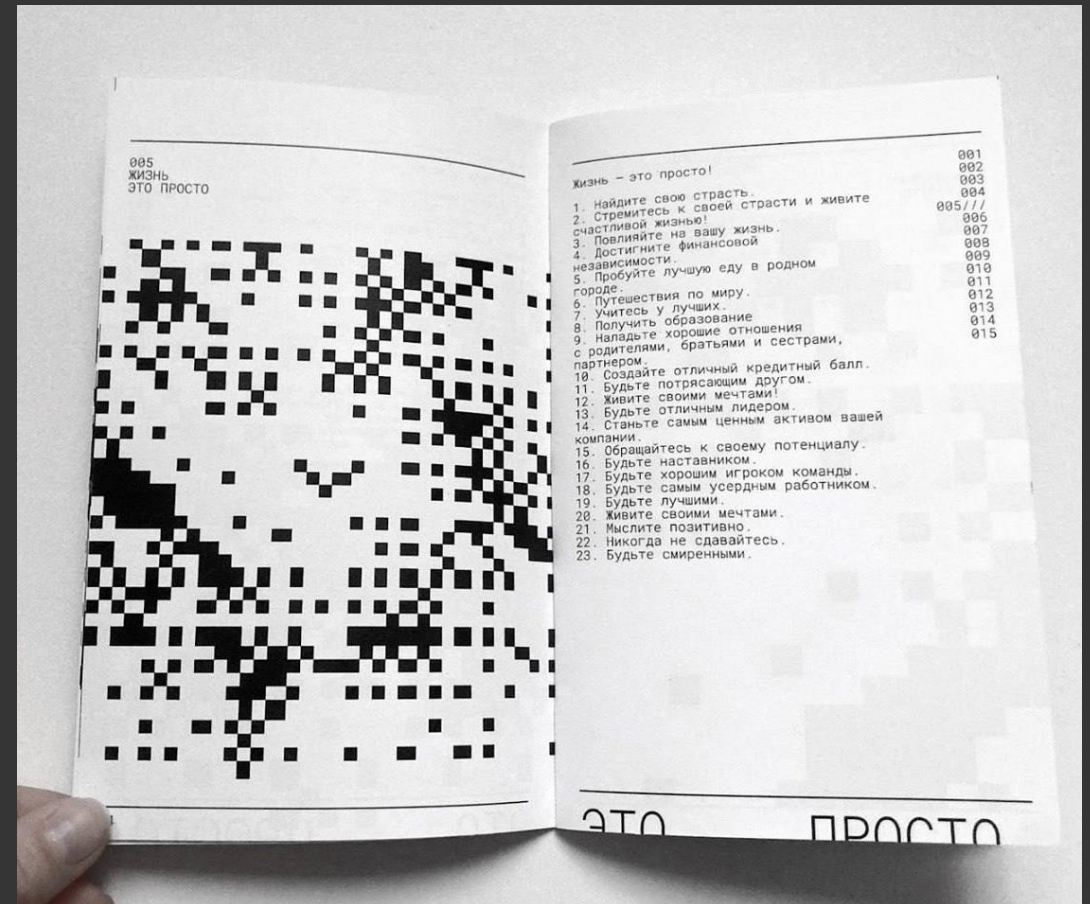 005
ЖИЗНЬ
ЭТО ПРОСТО
Жизнь – это просто!
1. Найдите свою страсть.
2. Стремитесь к своей страсти и живите
счастливой жизнью!
3. Повлияйте на вашу жизнь.
4. Достигните финансовой
независимости.
5. Пробуйте лучшую еду в родном
городе.
6. Путешествия по миру.
7. Учитесь у лучших.
8. Получить образование
9. Наладьте хорошие отношения
с родителями, братьями и сестрами,
партнером.
10. Создайте отличный кредитный балл.
11. Будьте потрясающим другом.
12. Живите своими мечтами!
13. Будьте отличным лидером.
14. Станьте самым ценным активом вашей
компании.
15. Обращайтесь к своему потенциалу.
16. Будьте наставником.
17. Будьте хорошим игроком команды.
18. Будьте самым усердным работником.
19. Будьте лучшими.
20. Живите своими мечтами.
21. Мыслите позитивно.
22. Никогда не сдавайтесь.
23. Будьте смиренными.
001
002
003
004
005///
006
007
008
009
010
011
012
013
014
015
ЭТО ПРОСТО